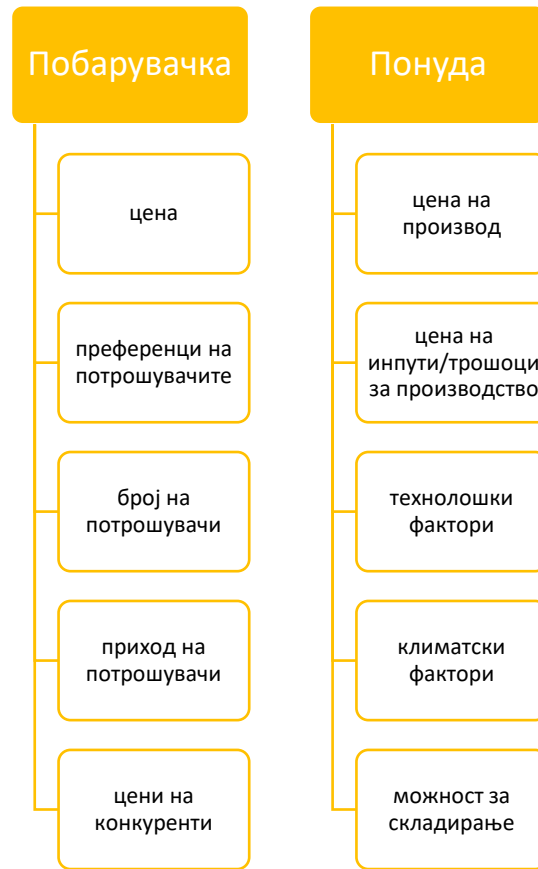 Побарувачка
цена
преференци на
потрошувачите
број на
потрошувачи
приход на
потрошувачи
цени на
конкуренти
Понуда
цена на
производ
цена на
инпути/трошоци
за производство
технолошки
фактори
климатски
фактори
можност за
складирање